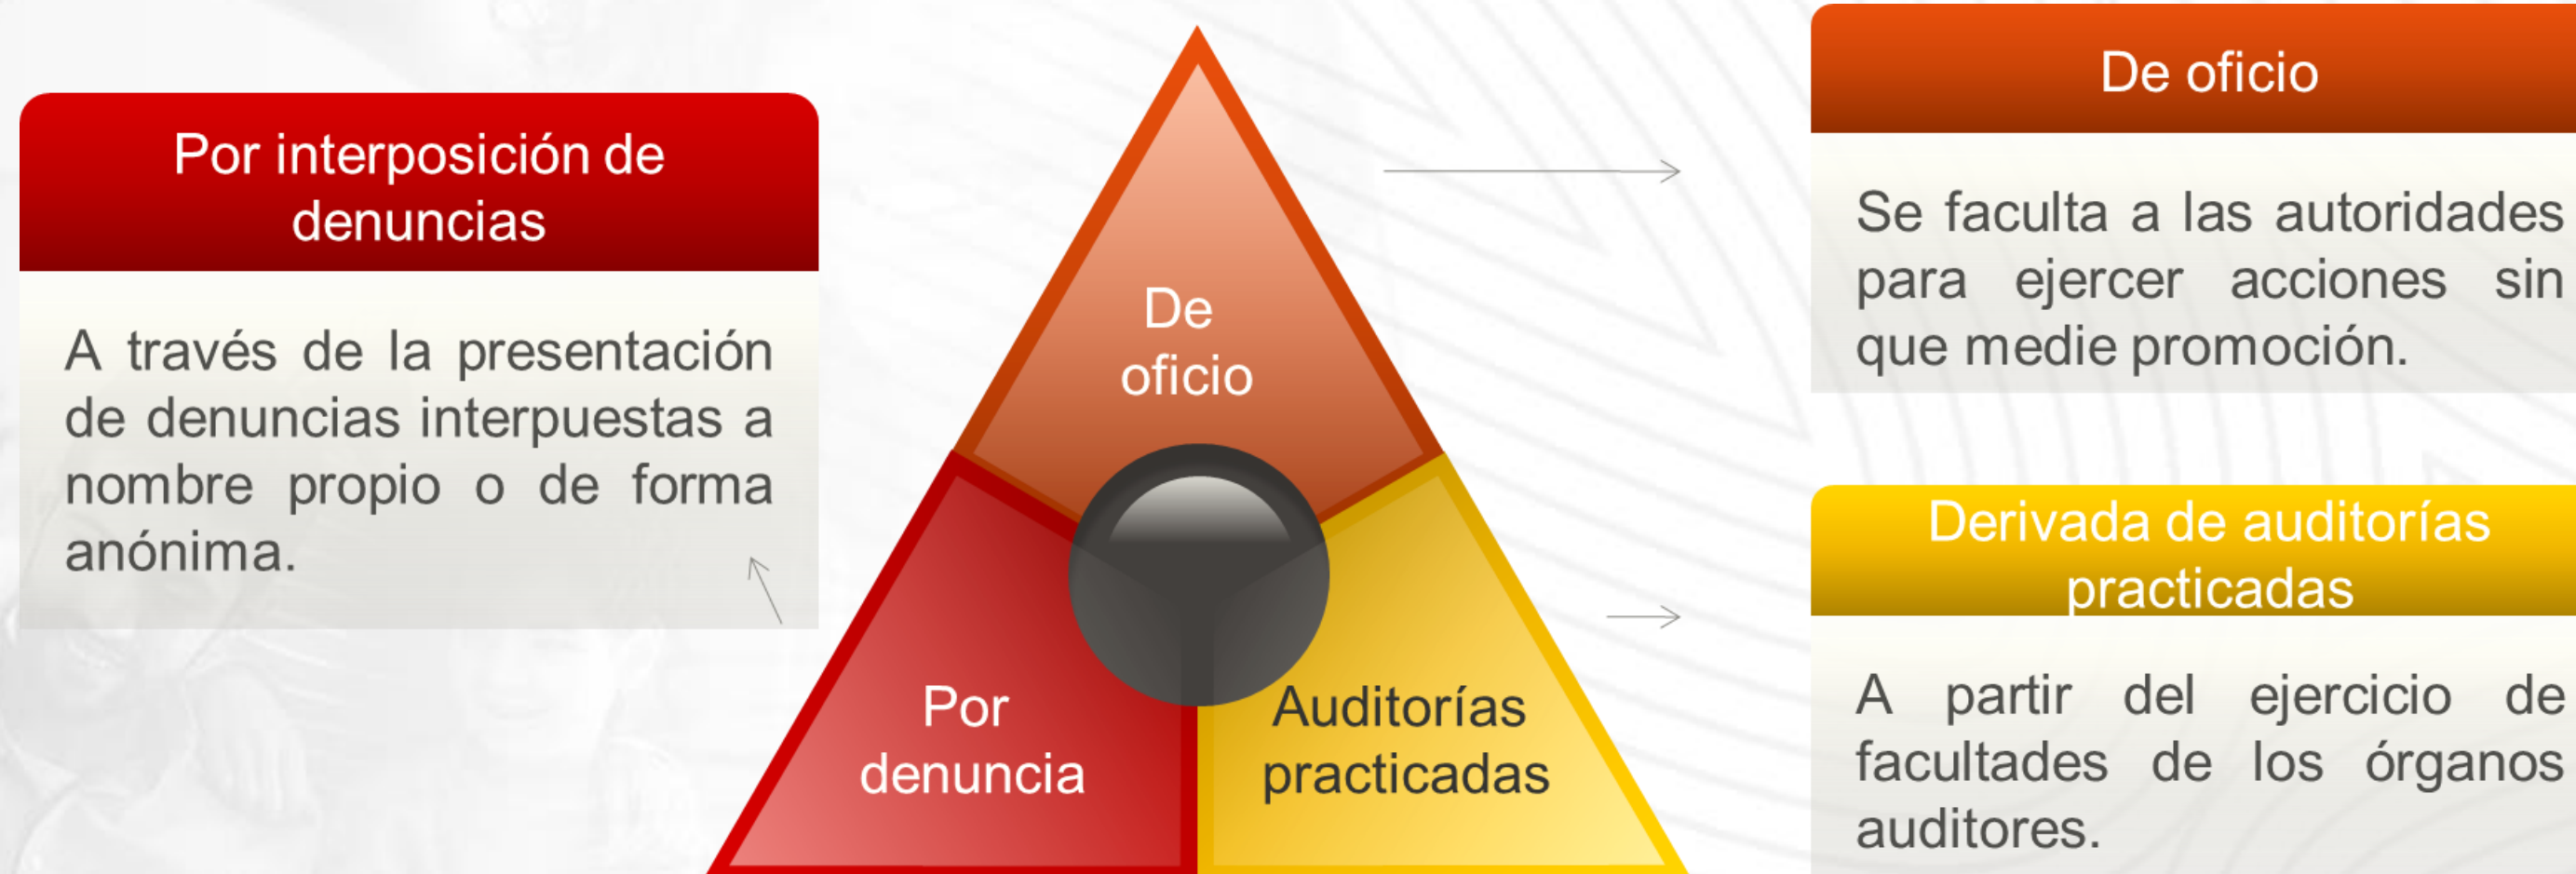 Por interposición de
denuncias
A través de la presentación
de denuncias interpuestas a
nombre propio o de forma
anónima.
De
oficio
Por
denuncia
Auditorías
practicadas
De oficio
Se faculta a las autoridades
para ejercer acciones sin
que medie promoción.
Derivada de auditorías
practicadas
A partir del ejercicio de
facultades de los órganos
auditores.